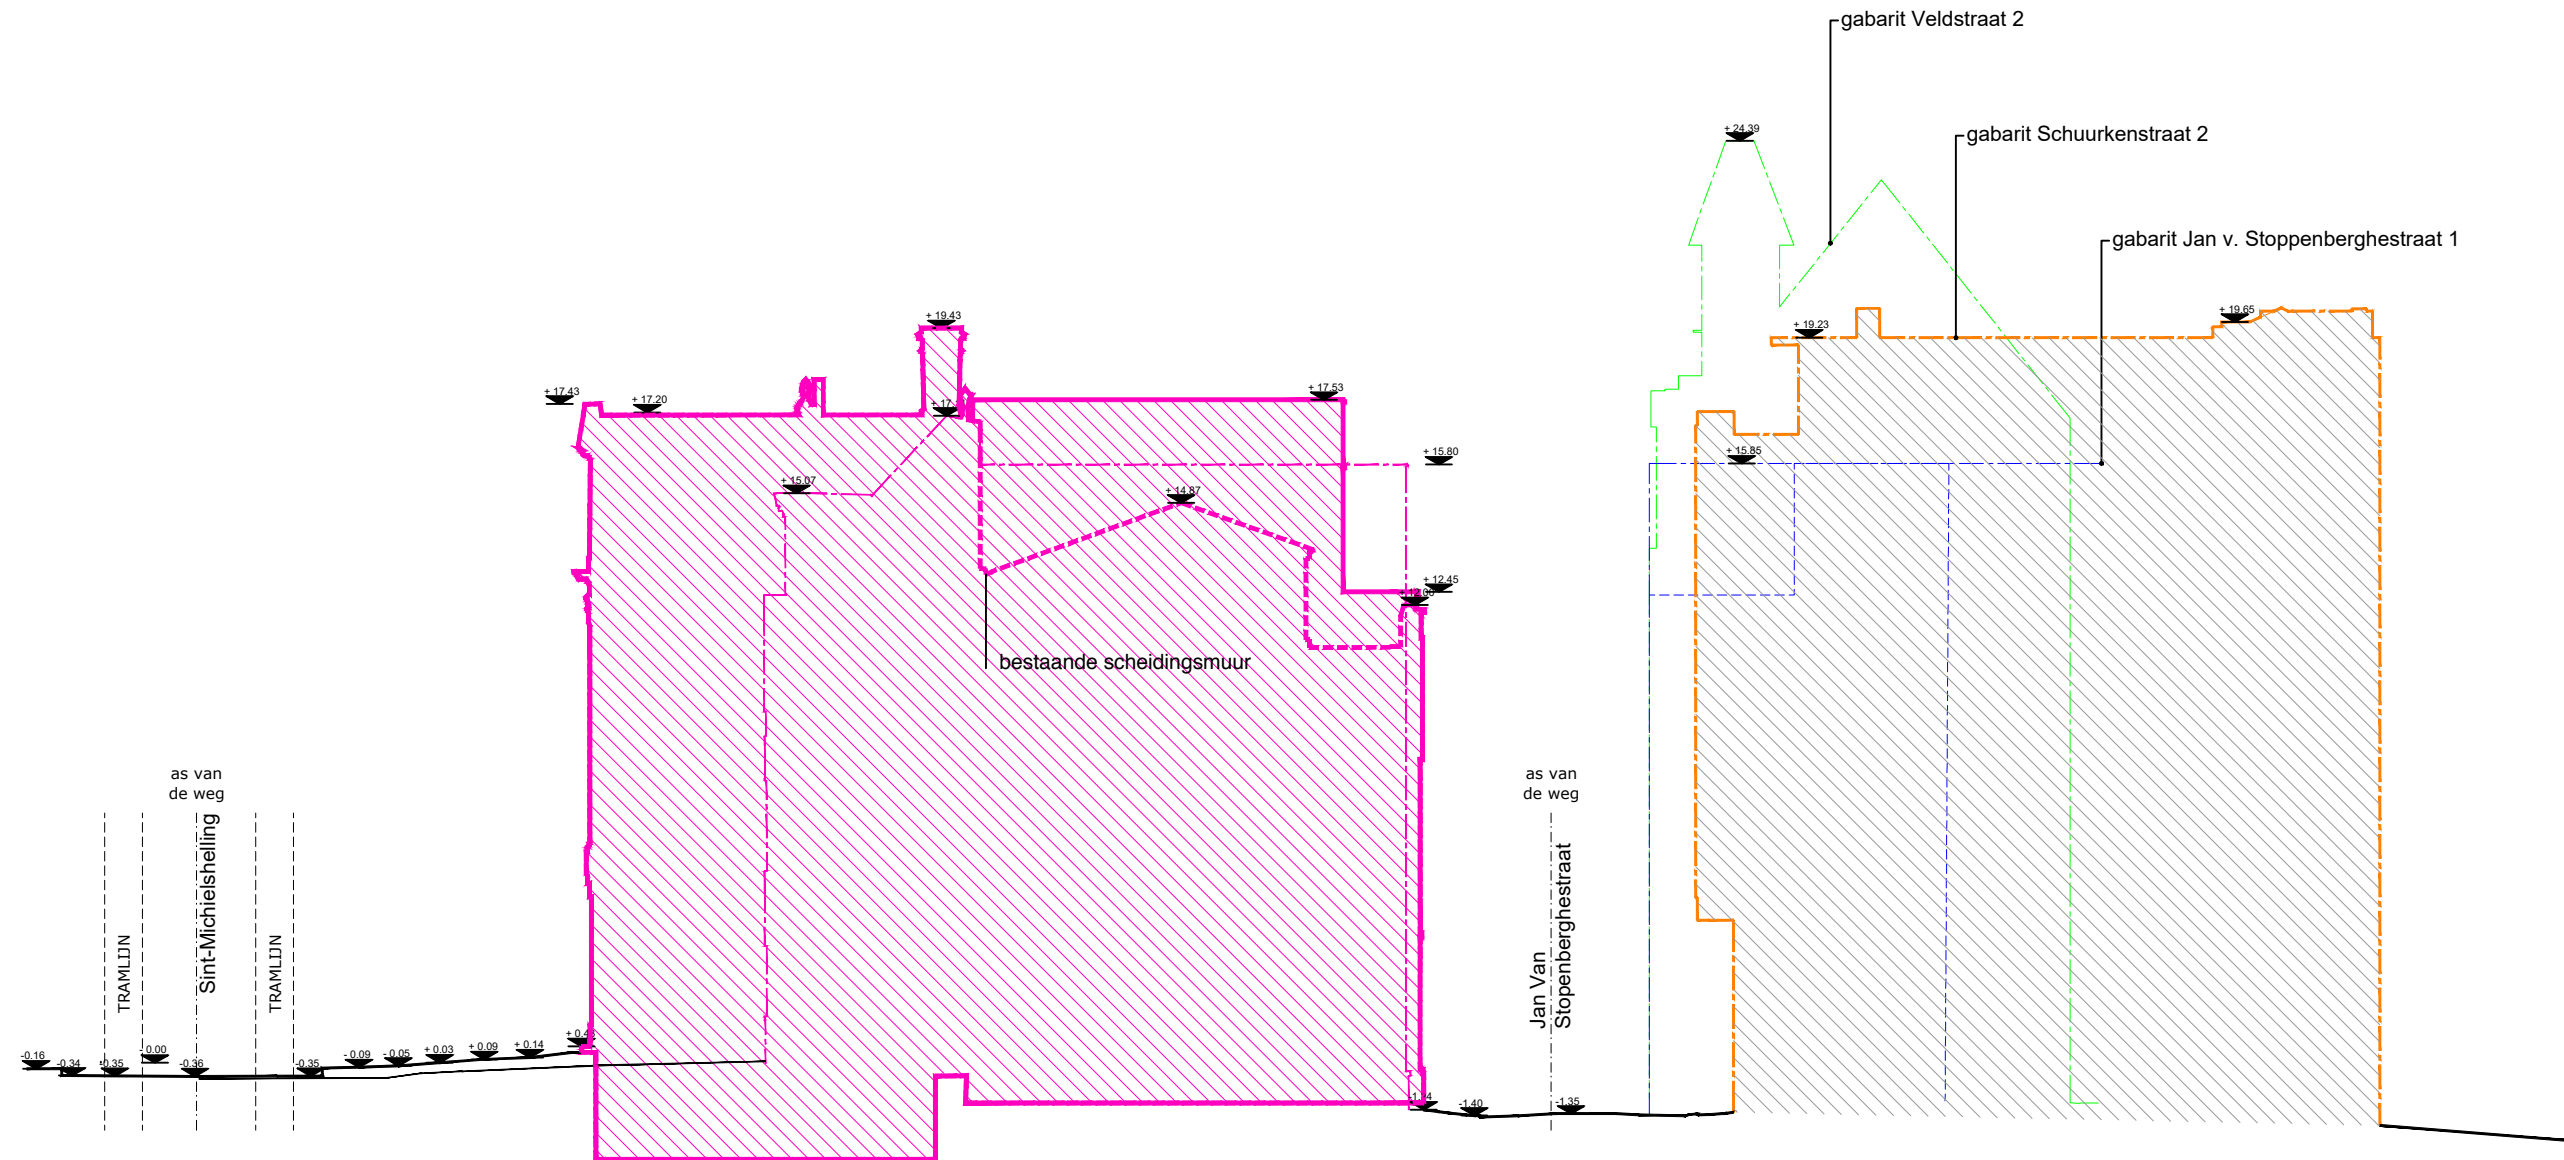 gabarit Veldstraat 2
+ 24.39
gabarit Schuurkenstraat 2
gabarit Jan v. Stoppenberghestraat 1
+ 19.43
+ 19.65
+ 19.23
+ 17.43
+ 17.20
+ 17.53
+ 15.80
+ 15.85
+ 15.07
+ 14.87
+ 12.45
bestaande scheidingsmuur
as van
de weg
Sint-Michielshelling
TRAMLIJN
TRAMLIJN
as van
de weg
Jan Van
Stopenberghestraat
-0.16
-0.34
-0.35
- 0.00
-0.36
-0.35
- 0.09
-0.05
+ 0.03
+ 0.09
+ 0.14
-1.40
-1.35